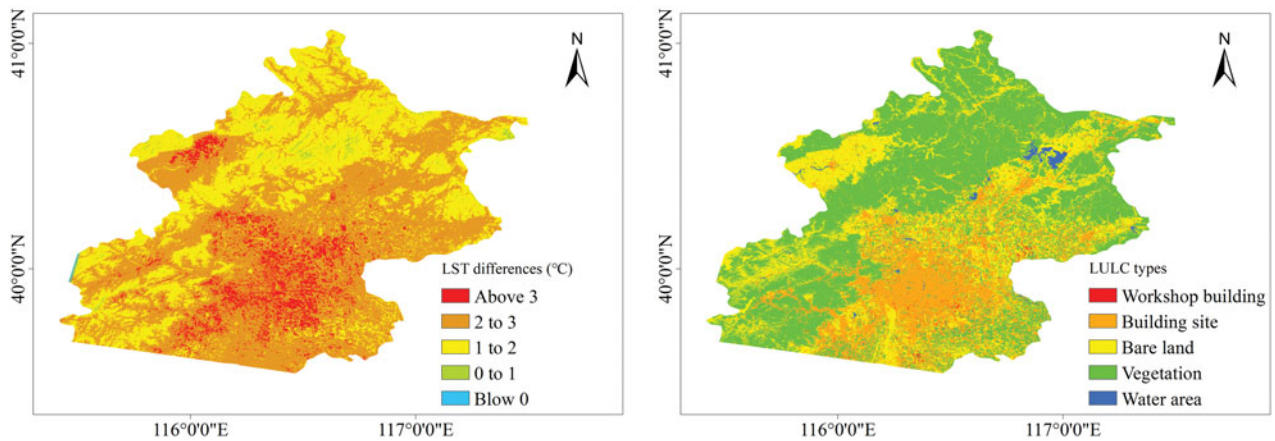 41°0'0"N
40°0'0"N
116°0'0"E
117°0'0"E
N
LST differences (°C)
Above 3
2 to 3
1 to 2
0 to 1
Blow 0
41°0'0"N
40°0'0"N
116°0'0"E
117°0'0"E
N
LULC types
Workshop building
Building site
Bare land
Vegetation
Water area